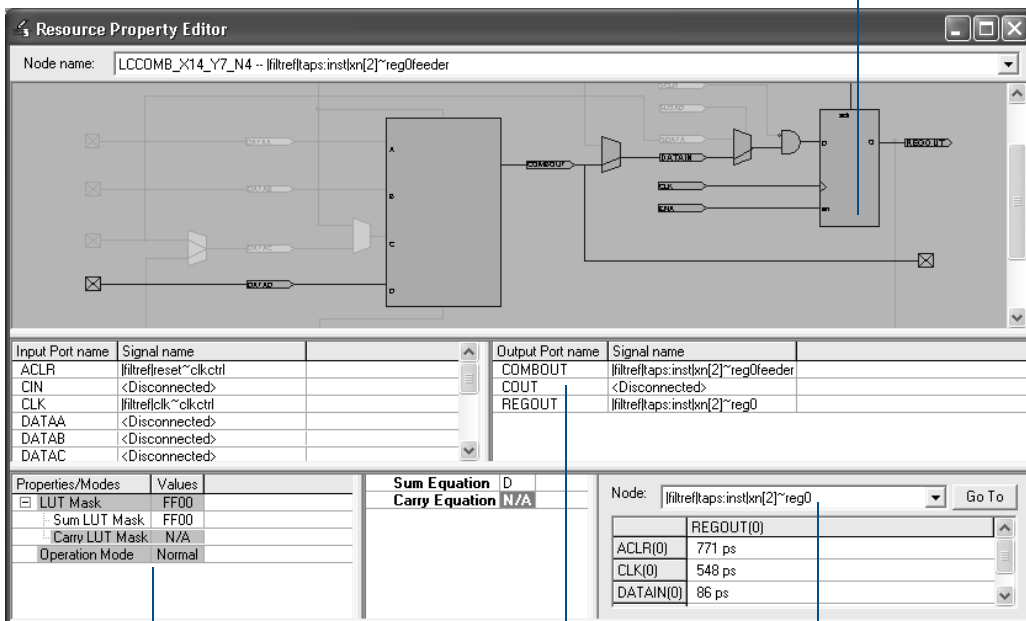 Resource Property Editor
Node name: LCCOMB_X14_Y7_N4 -- |filtref|taps:inst|xn[2]~reg0feeder
DATAA
DATAB
DATAC
DATAD
A
B
C
D
COMBOUT
DATAIN
CLK
ENA
D
Q
REGOUT
Input Port name Signal name
ACLR |filtref|reset~clkctrl
CIN <Disconnected>
CLK |filtref|clk~clkctrl
DATAA <Disconnected>
DATAB <Disconnected>
DATAC <Disconnected>
Output Port name Signal name
COMBOUT |filtref|taps:inst|xn[2]~reg0feeder
COUT <Disconnected>
REGOUT |filtref|taps:inst|xn[2]~reg0
Properties/Modes Values
LUT Mask FF00
Sum LUT Mask FF00
Carry LUT Mask N/A
Operation Mode Normal
Sum Equation D
Carry Equation N/A
Node: |filtref|taps:inst|xn[2]~reg0 Go To
REGOUT(0)
ACLR(0) 771 ps
CLK(0) 548 ps
DATAIN(0) 86 ps